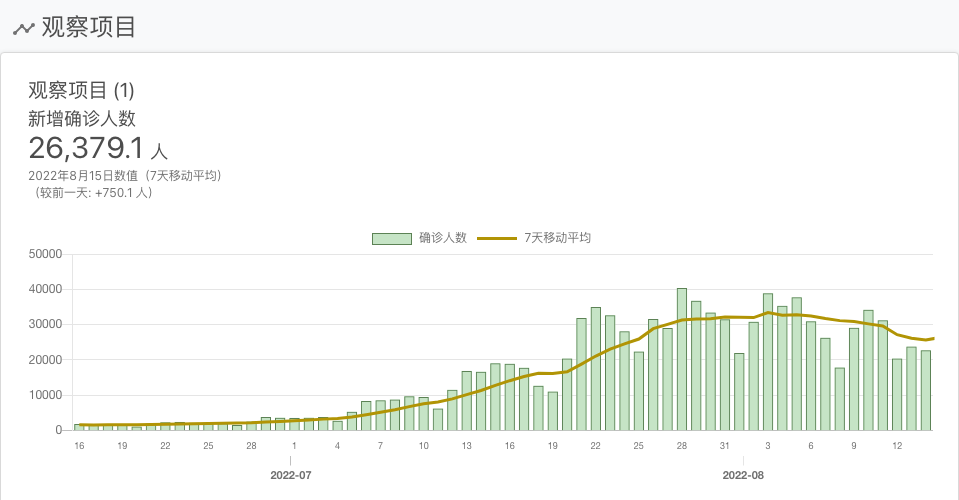 观察项目
观察项目 (1)
新增确诊人数
26,379.1 人
2022年8月15日数值（7天移动平均）
（较前一天: +750.1 人）
确诊人数 7天移动平均
50000
40000
30000
20000
10000
0
16 19 22 25 28 1 4 7 10 13 16 19 22 25 28 31 3 6 9 12
2022-07 2022-08